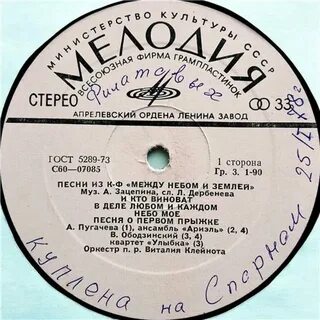 МИНИСТЕРСТВО КУЛЬТУРЫ СССР
МЕЛОДИЯ
ВСЕСОЮЗНАЯ ФИРМА ГРАМПЛАСТИНОК
СТЕРЕО
Филатовых
33
АПРЕЛЕВСКИЙ ОРДЕНА ЛЕНИНА ЗАВОД
ГОСТ 5289-73
С60—07085
1 сторона
Гр. 3. 1-90
ПЕСНИ ИЗ К-Ф «МЕЖДУ НЕБОМ И ЗЕМЛЕЙ»
Муз. А. Зацепина, сл. Л. Дербенева
И КТО ВИНОВАТ
В ДЕЛЕ ЛЮБОМ И КАЖДОМ
НЕБО МОЕ
ПЕСНЯ О ПЕРВОМ ПРЫЖКЕ
А. Пугачева (1), ансамбль «Ариэль» (2, 4)
В. Ободзинский (3), (4)
квартет «Улыбка» (3)
Оркестр п р. Виталия Клейнота
куплена на Спорном